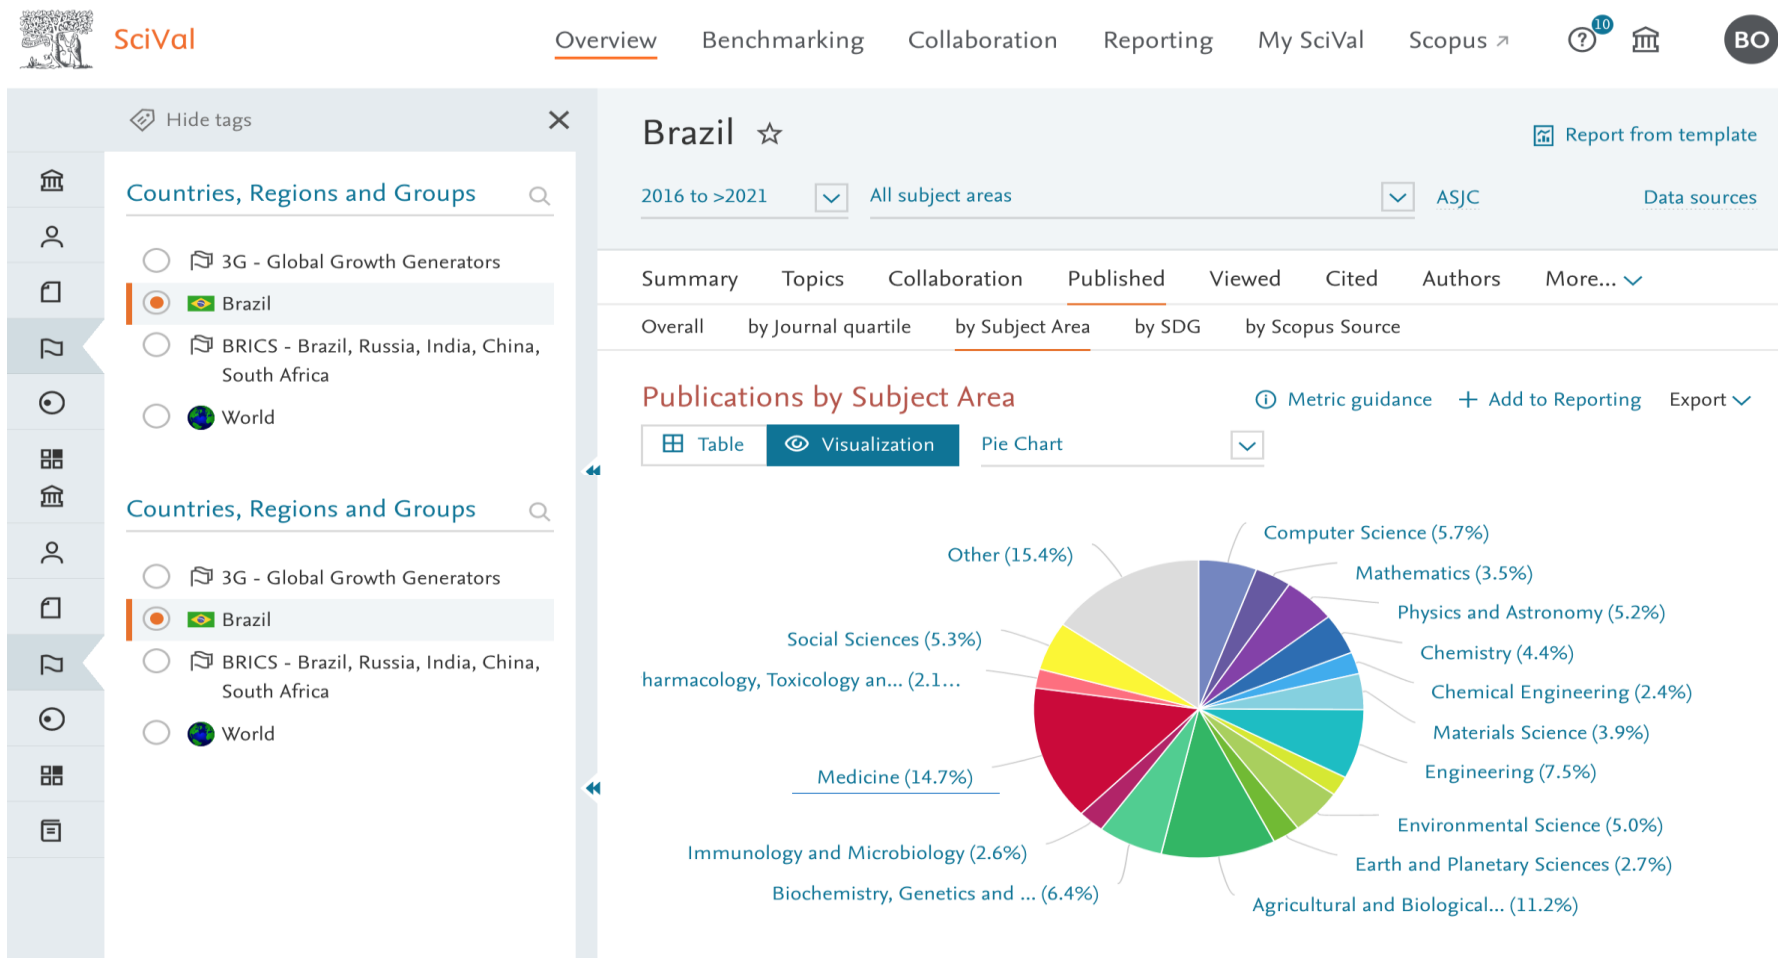 SciVal
Overview
Benchmarking
Collaboration
Reporting
My SciVal
Scopus
10
BO
Hide tags
Countries, Regions and Groups
3G - Global Growth Generators
Brazil
BRICS - Brazil, Russia, India, China,
South Africa
World
Countries, Regions and Groups
3G - Global Growth Generators
Brazil
BRICS - Brazil, Russia, India, China,
South Africa
World
Brazil
Report from template
2016 to >2021
All subject areas
ASJC
Data sources
Summary
Topics
Collaboration
Published
Viewed
Cited
Authors
More...
Overall
by Journal quartile
by Subject Area
by SDG
by Scopus Source
Publications by Subject Area
Metric guidance
Add to Reporting
Export
Table
Visualization
Pie Chart
Computer Science (5.7%)
Mathematics (3.5%)
Physics and Astronomy (5.2%)
Chemistry (4.4%)
Chemical Engineering (2.4%)
Materials Science (3.9%)
Engineering (7.5%)
Environmental Science (5.0%)
Earth and Planetary Sciences (2.7%)
Agricultural and Biological... (11.2%)
Biochemistry, Genetics and ... (6.4%)
Immunology and Microbiology (2.6%)
Medicine (14.7%)
harmacology, Toxicology an... (2.1...
Social Sciences (5.3%)
Other (15.4%)